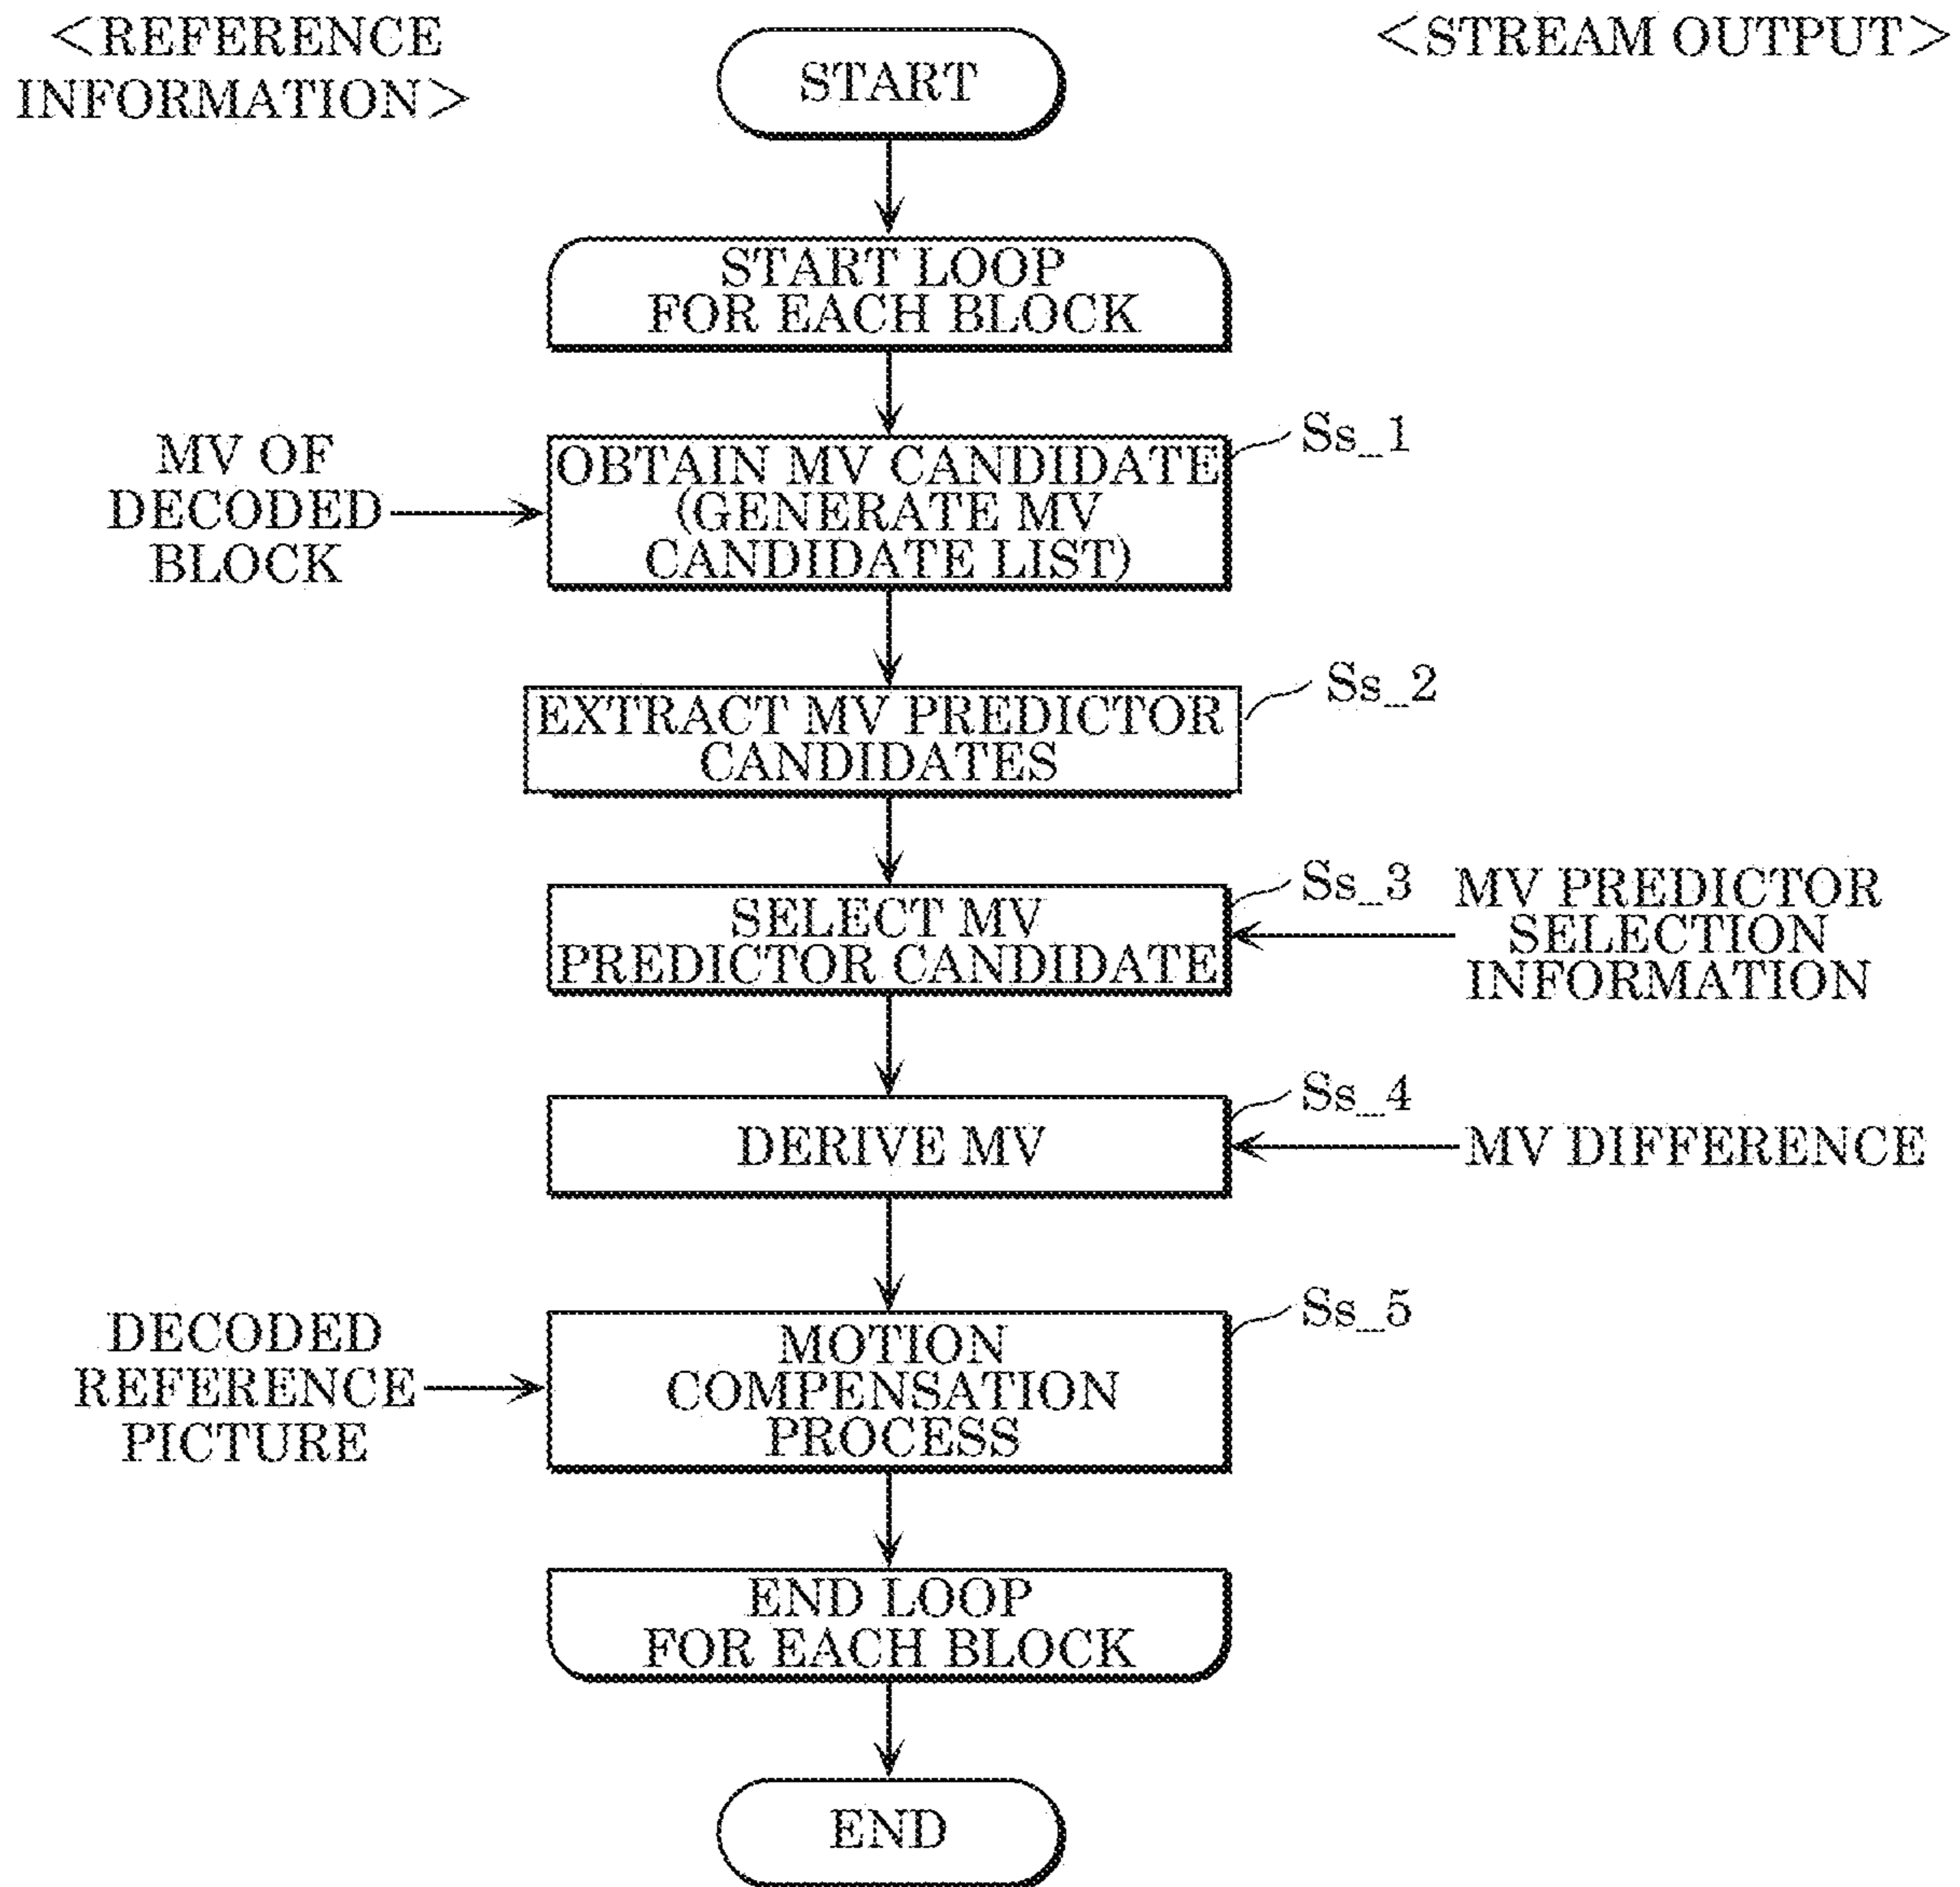 <REFERENCE
INFORMATION>
<STREAM OUTPUT>
START
START LOOP
FOR EACH BLOCK
MV OF
DECODED
BLOCK
OBTAIN MV CANDIDATE
(GENERATE MV
CANDIDATE LIST)
Ss_1
EXTRACT MV PREDICTOR
CANDIDATES
Ss_2
SELECT MV
PREDICTOR CANDIDATE
Ss_3
MV PREDICTOR
SELECTION
INFORMATION
DERIVE MV
Ss_4
MV DIFFERENCE
DECODED
REFERENCE
PICTURE
MOTION
COMPENSATION
PROCESS
Ss_5
END LOOP
FOR EACH BLOCK
END